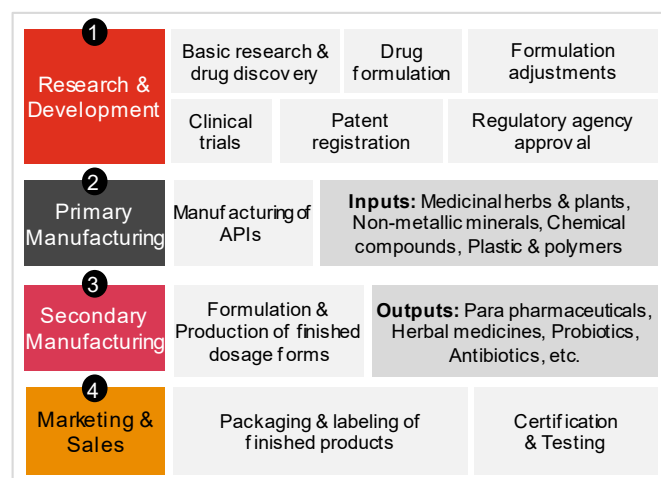 1
Research &
Development
Basic research &
drug discovery
Drug
formulation
Formulation
adjustments
Clinical
trials
Patent
registration
Regulatory agency
approval
2
Primary
Manufacturing
Manufacturing of
APIs
Inputs: Medicinal herbs & plants,
Non-metallic minerals, Chemical
compounds, Plastic & polymers
3
Secondary
Manufacturing
Formulation &
Production of finished
dosage forms
Outputs: Para pharmaceuticals,
Herbal medicines, Probiotics,
Antibiotics, etc.
4
Marketing &
Sales
Packaging & labeling of
finished products
Certification
& Testing